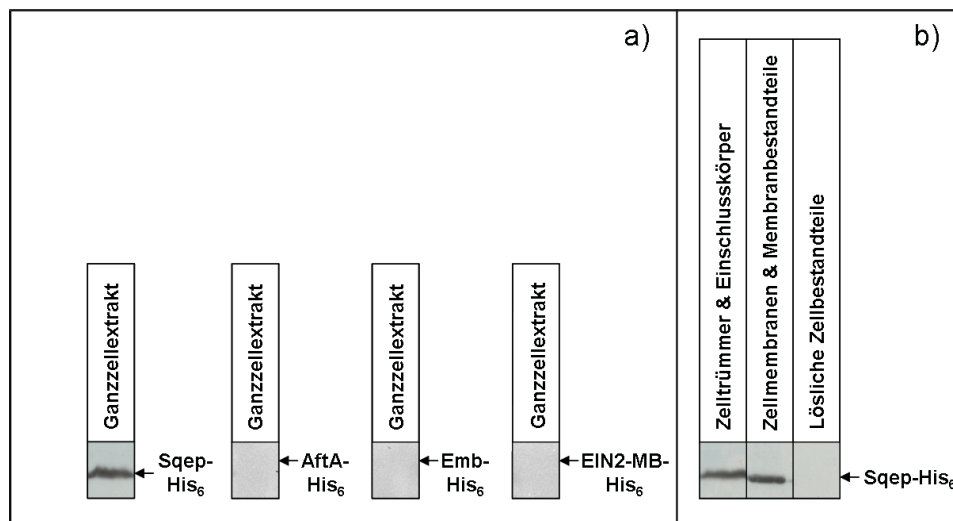 a)
Ganzzellextrakt
Sqep-
His6
Ganzzellextrakt
AftA-
His6
Ganzzellextrakt
Emb-
His6
Ganzzellextrakt
EIN2-MB-
His6
b)
Zelltrümmer & Einschlusskörper
Zellmembranen & Membranbestandteile
Lösliche Zellbestandteile
Sqep-His6